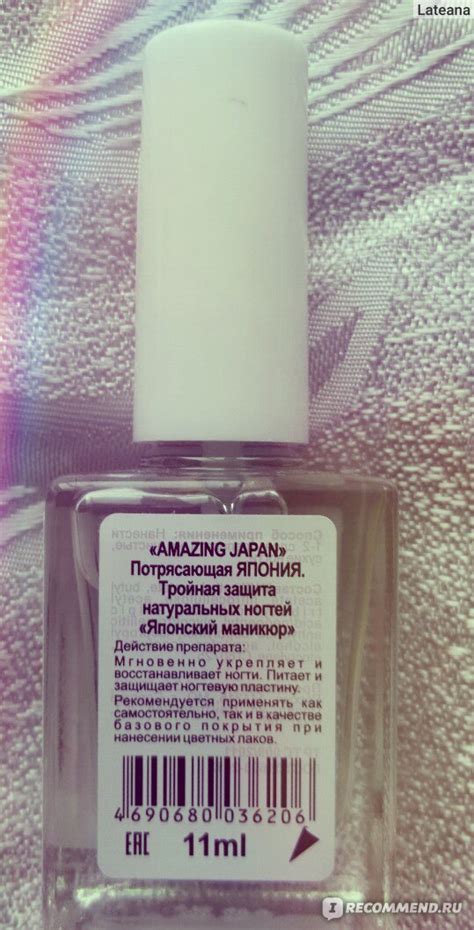 Lateana
«AMAZING JAPAN»
Потрясающая ЯПОНИЯ.
Тройная защита
натуральных ногтей
«Японский маникюр»
Действие препарата:
Мгновенно укрепляет и
восстанавливает ногти. Питает и
защищает ногтевую пластину.
Рекомендуется применять как
самостоятельно, так и в качестве
базового покрытия при
нанесении цветных лаков.
4 690680 036206
EAC 11ml
I RECOMMEND.RU